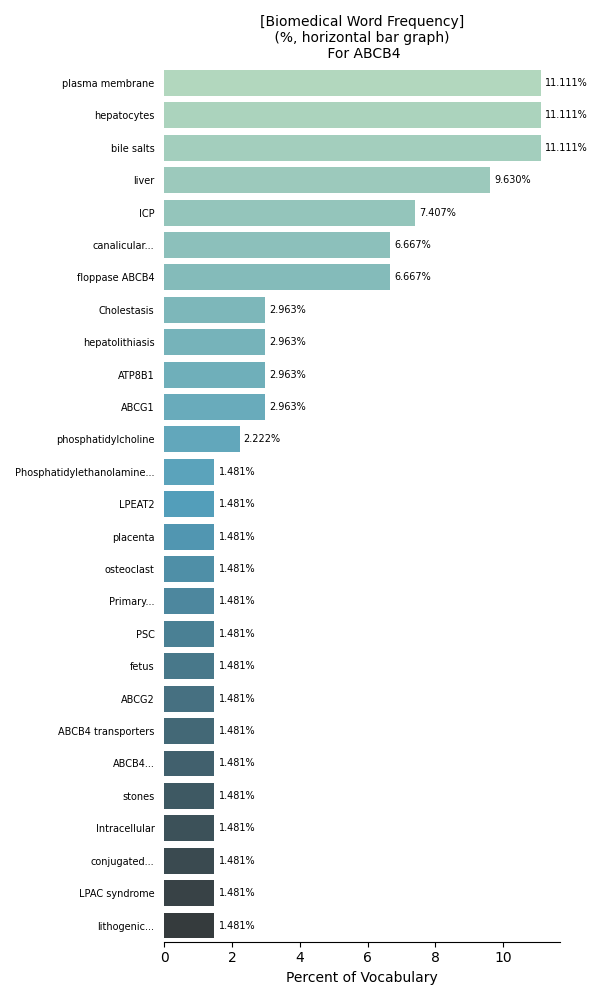 [Biomedical Word Frequency]
(%, horizontal bar graph)
For ABCB4
plasma membrane 11.111%
hepatocytes 11.111%
bile salts 11.111%
liver 9.630%
ICP 7.407%
canalicular... 6.667%
floppase ABCB4 6.667%
Cholestasis 2.963%
hepatolithiasis 2.963%
ATP8B1 2.963%
ABCG1 2.963%
phosphatidylcholine 2.222%
Phosphatidylethanolamine... 1.481%
LPEAT2 1.481%
placenta 1.481%
osteoclast 1.481%
Primary... 1.481%
PSC 1.481%
fetus 1.481%
ABCG2 1.481%
ABCB4 transporters 1.481%
ABCB4... 1.481%
stones 1.481%
Intracellular 1.481%
conjugated... 1.481%
LPAC syndrome 1.481%
lithogenic... 1.481%
0 2 4 6 8 10
Percent of Vocabulary